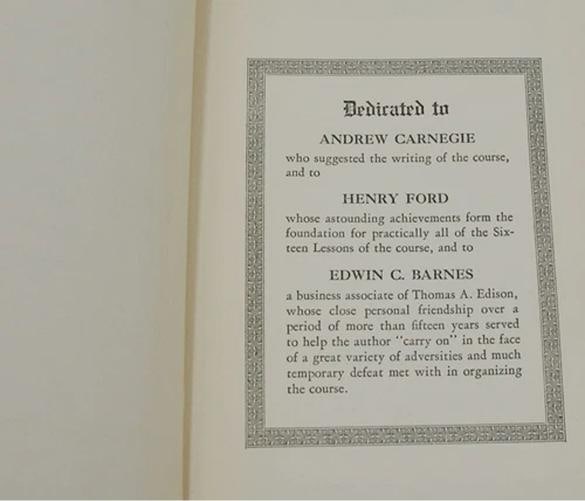 Dedicated to
ANDREW CARNEGIE
who suggested the writing of the course,
and to
HENRY FORD
whose astounding achievements form the
foundation for practically all of the Six-
teen Lessons of the course, and to
EDWIN C. BARNES
a business associate of Thomas A. Edison,
whose close personal friendship over a
period of more than fifteen years served
to help the author "carry on" in the face
of a great variety of adversities and much
temporary defeat met with in organizing
the course.